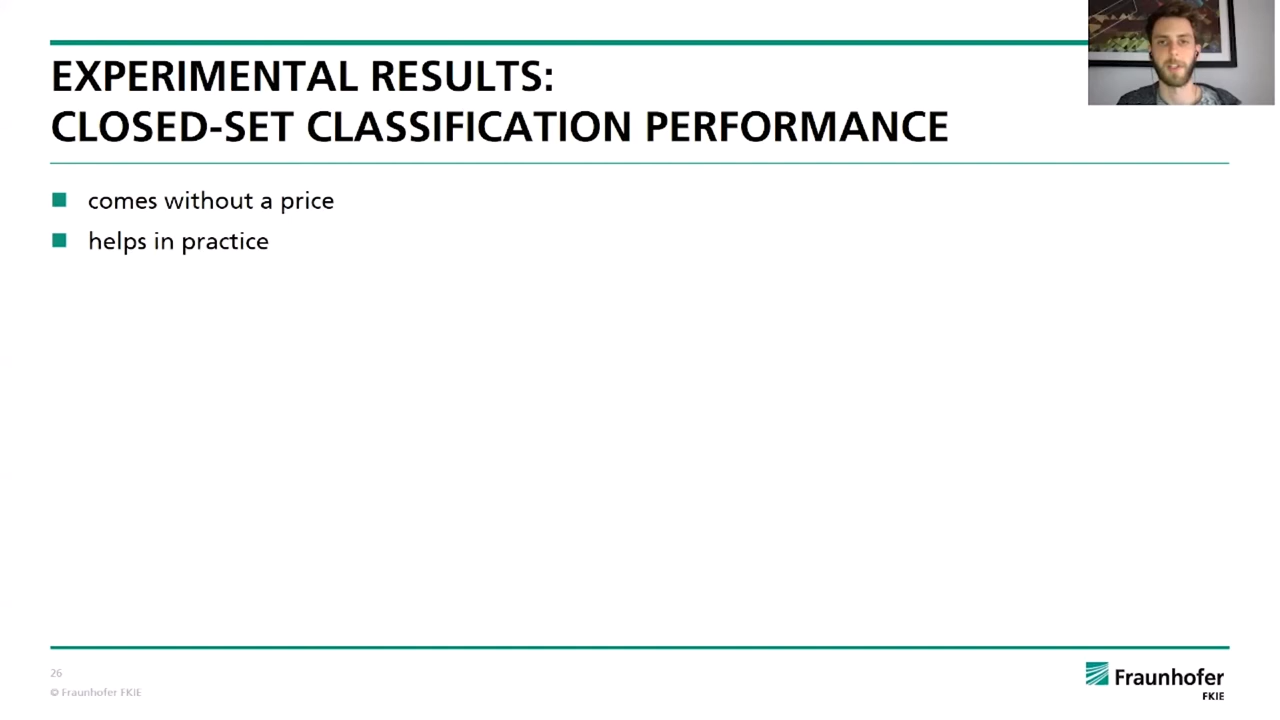 EXPERIMENTAL RESULTS:
CLOSED-SET CLASSIFICATION PERFORMANCE
comes without a price
helps in practice
26
© Fraunhofer FKIE
Fraunhofer
FKIE